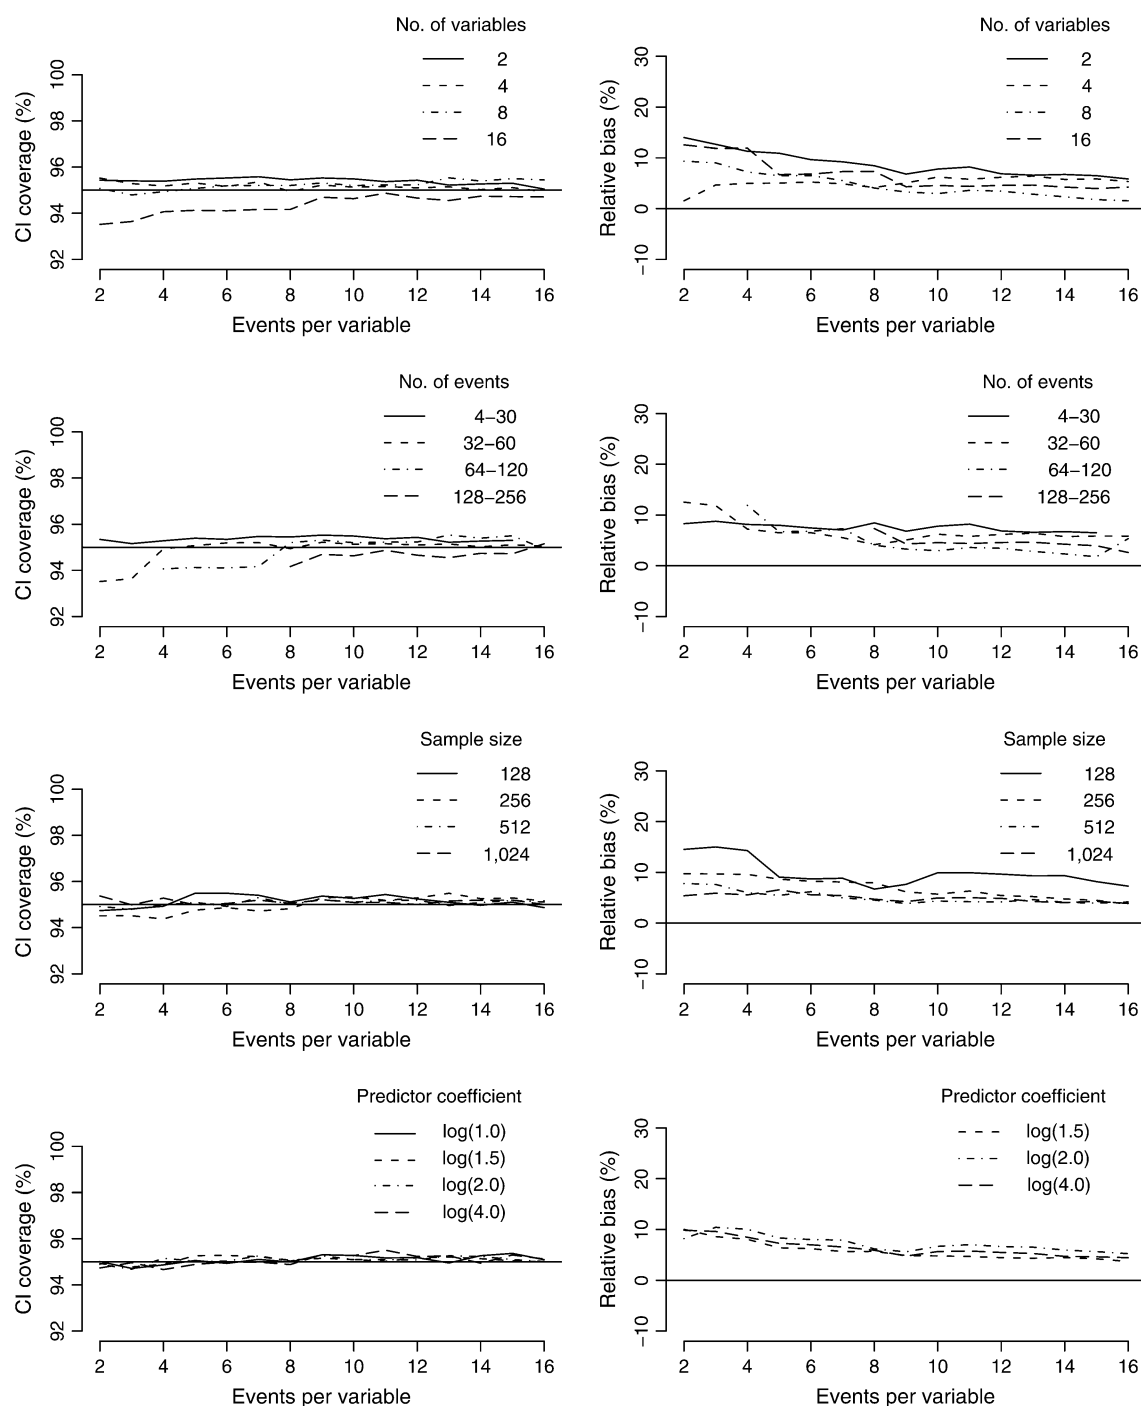 No. of variables
2
4
8
16
CI coverage (%)
92 94 96 98 100
2 4 6 8 10 12 14 16
Events per variable
No. of variables
2
4
8
16
Relative bias (%)
−10 0 10 20 30
2 4 6 8 10 12 14 16
Events per variable
No. of events
4−30
32−60
64−120
128−256
CI coverage (%)
92 94 96 98 100
2 4 6 8 10 12 14 16
Events per variable
No. of events
4−30
32−60
64−120
128−256
Relative bias (%)
−10 0 10 20 30
2 4 6 8 10 12 14 16
Events per variable
Sample size
128
256
512
1,024
CI coverage (%)
92 94 96 98 100
2 4 6 8 10 12 14 16
Events per variable
Sample size
128
256
512
1,024
Relative bias (%)
−10 0 10 20 30
2 4 6 8 10 12 14 16
Events per variable
Predictor coefficient
log(1.0)
log(1.5)
log(2.0)
log(4.0)
CI coverage (%)
92 94 96 98 100
2 4 6 8 10 12 14 16
Events per variable
Predictor coefficient
log(1.5)
log(2.0)
log(4.0)
Relative bias (%)
−10 0 10 20 30
2 4 6 8 10 12 14 16
Events per variable